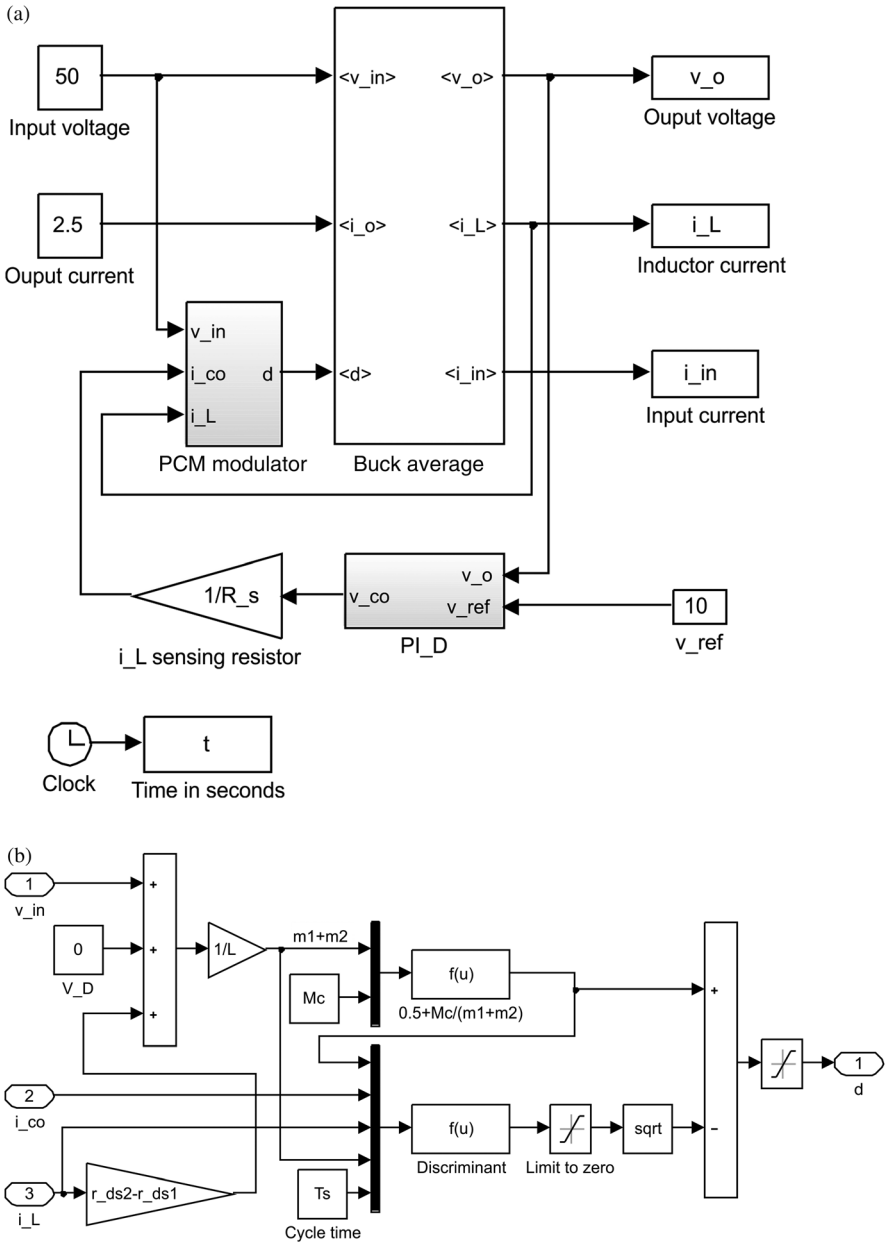 (a)
50
Input voltage
<v_in>
<v_o>
v_o
Ouput voltage
2.5
Ouput current
<i_o>
<i_L>
i_L
Inductor current
v_in
i_co
d
i_L
PCM modulator
<d>
<i_in>
i_in
Input current
Buck average
1/R_s
i_L sensing resistor
v_co
v_o
v_ref
PI_D
10
v_ref
Clock
t
Time in seconds
(b)
1
v_in
+
0
V_D
+
+
1/L
m1+m2
Mc
f(u)
0.5+Mc/(m1+m2)
+
2
i_co
3
i_L
r_ds2-r_ds1
Ts
Cycle time
f(u)
Discriminant
Limit to zero
sqrt
−
1
d